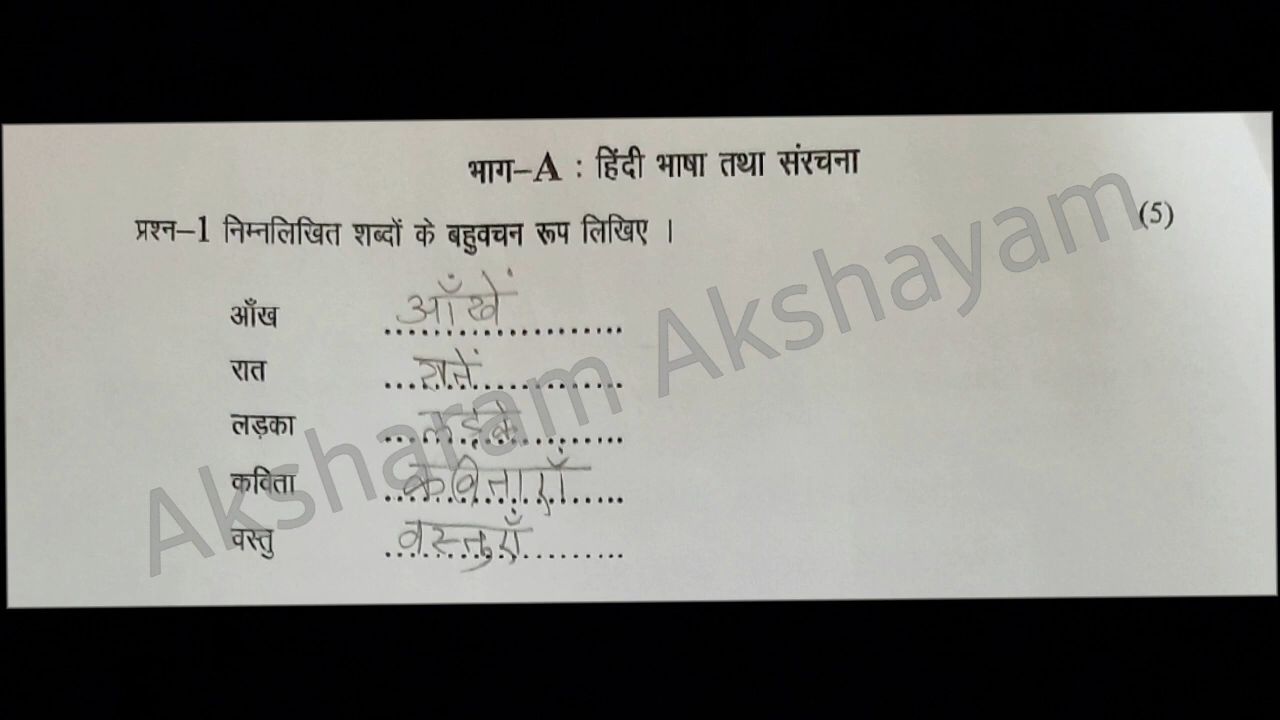 भाग–A : हिंदी भाषा तथा संरचना
प्रश्न–1 निम्नलिखित शब्दों के बहुवचन रूप लिखिए । (5)
आँख आँखें
रात रातें
लड़का लड़के
कविता कविताएँ
वस्तु वस्तुएँ
Aksharam Akshayam